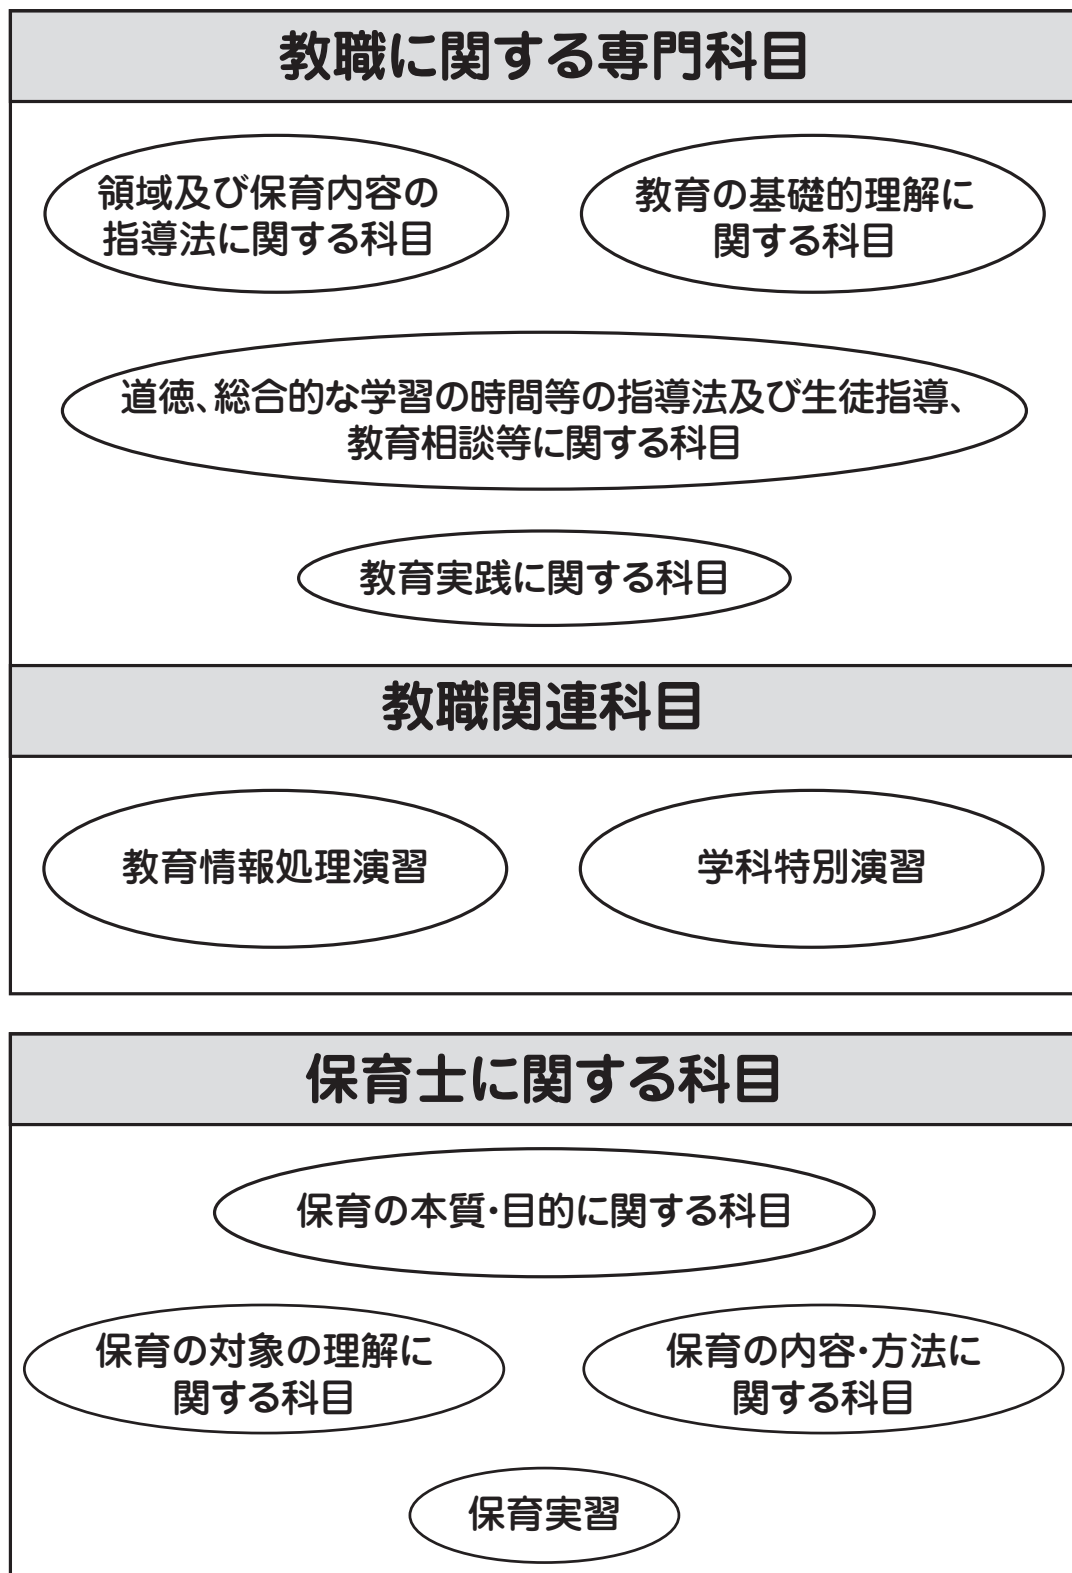 教職に関する専門科目
領域及び保育内容の
指導法に関する科目
教育の基礎的理解に
関する科目
道徳、総合的な学習の時間等の指導法及び生徒指導、
教育相談等に関する科目
教育実践に関する科目
教職関連科目
教育情報処理演習
学科特別演習
保育士に関する科目
保育の本質・目的に関する科目
保育の対象の理解に
関する科目
保育の内容・方法に
関する科目
保育実習